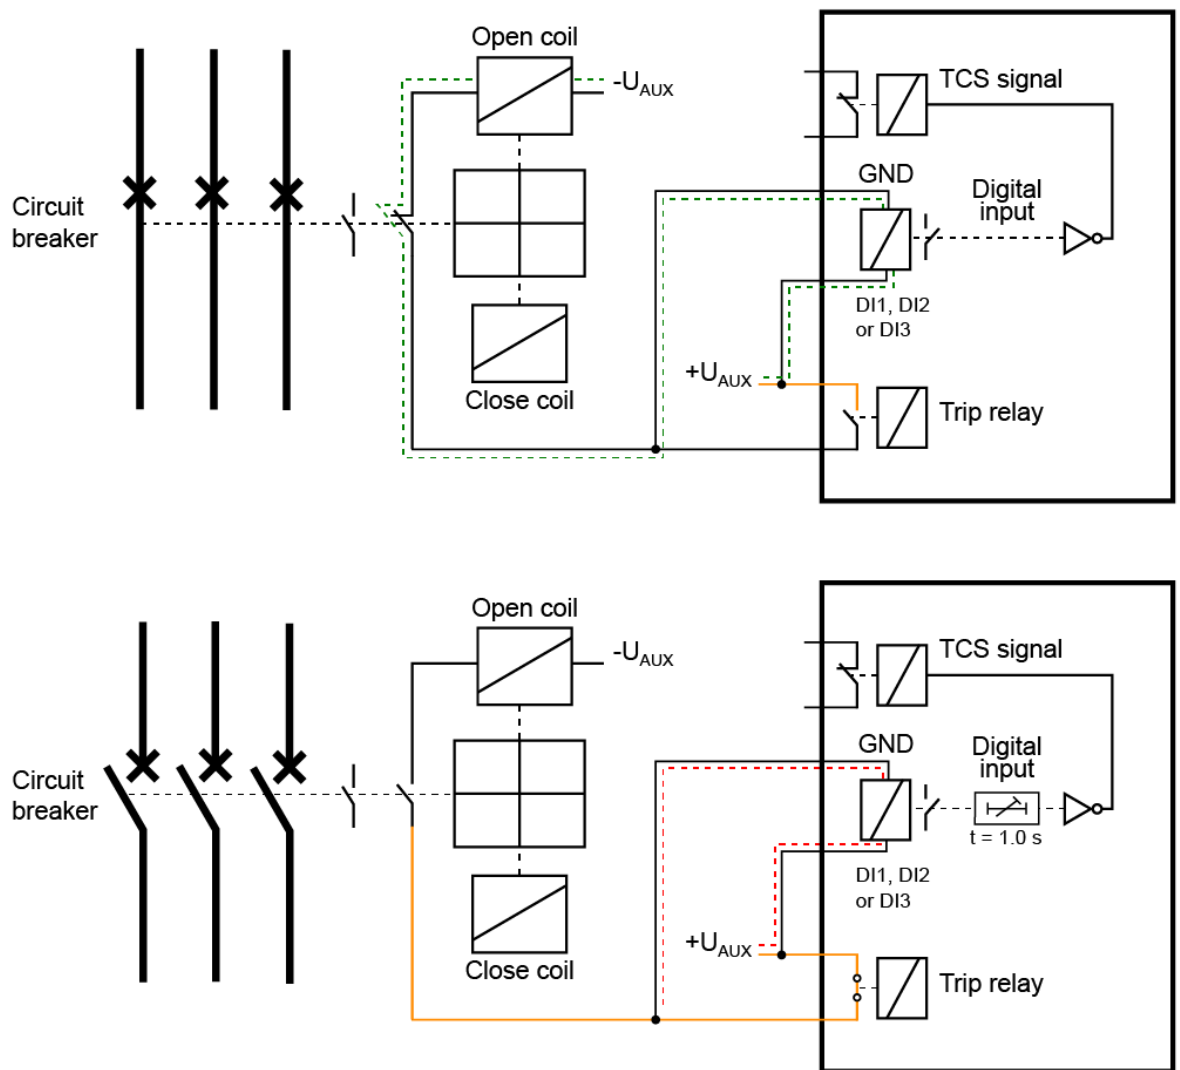 Open coil
-UAUX
TCS signal
GND
Digital
input
Circuit
breaker
DI1, DI2
or DI3
+UAUX
Close coil
Trip relay
Open coil
-UAUX
TCS signal
GND
Digital
input
Circuit
breaker
t = 1.0 s
DI1, DI2
or DI3
+UAUX
Close coil
Trip relay